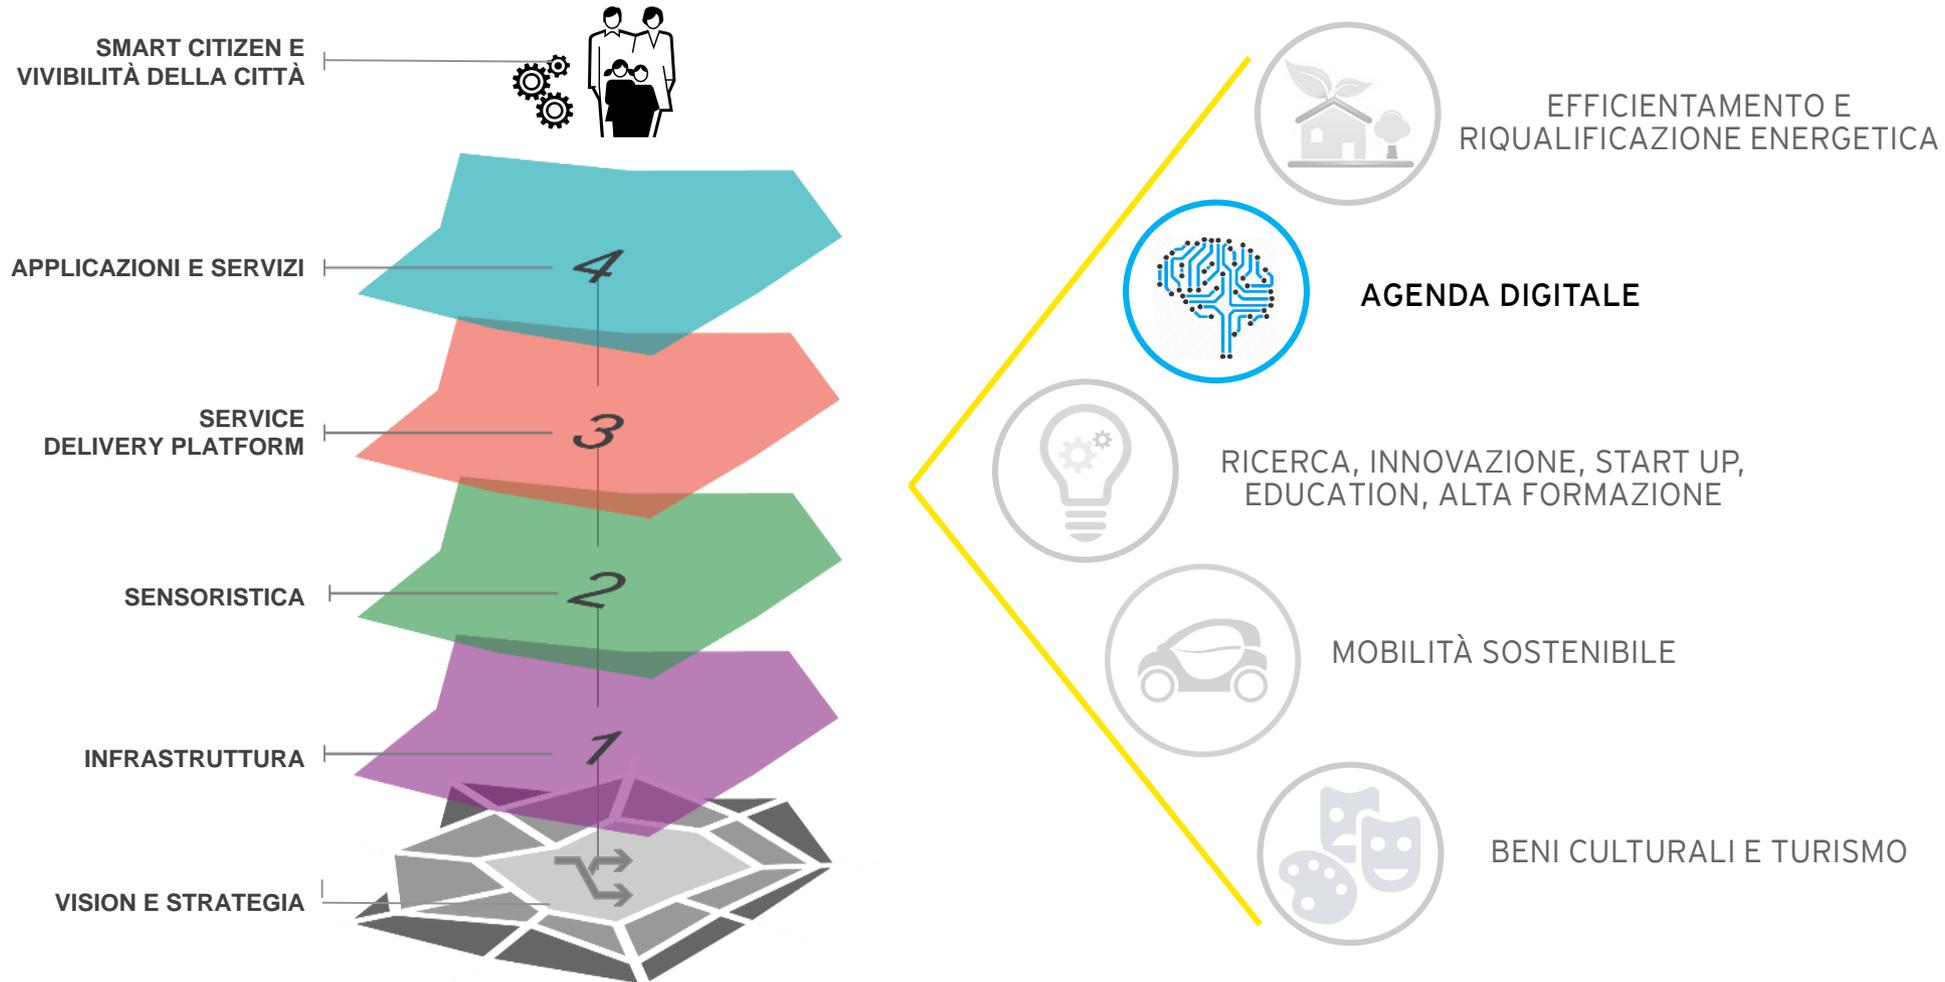 SMART CITIZEN E
VIVIBILITÀ DELLA CITTÀ
APPLICAZIONI E SERVIZI
4
SERVICE
DELIVERY PLATFORM
3
SENSORISTICA
2
INFRASTRUTTURA
1
VISION E STRATEGIA
EFFICIENTAMENTO E
RIQUALIFICAZIONE ENERGETICA
AGENDA DIGITALE
RICERCA, INNOVAZIONE, START UP,
EDUCATION, ALTA FORMAZIONE
MOBILITÀ SOSTENIBILE
BENI CULTURALI E TURISMO